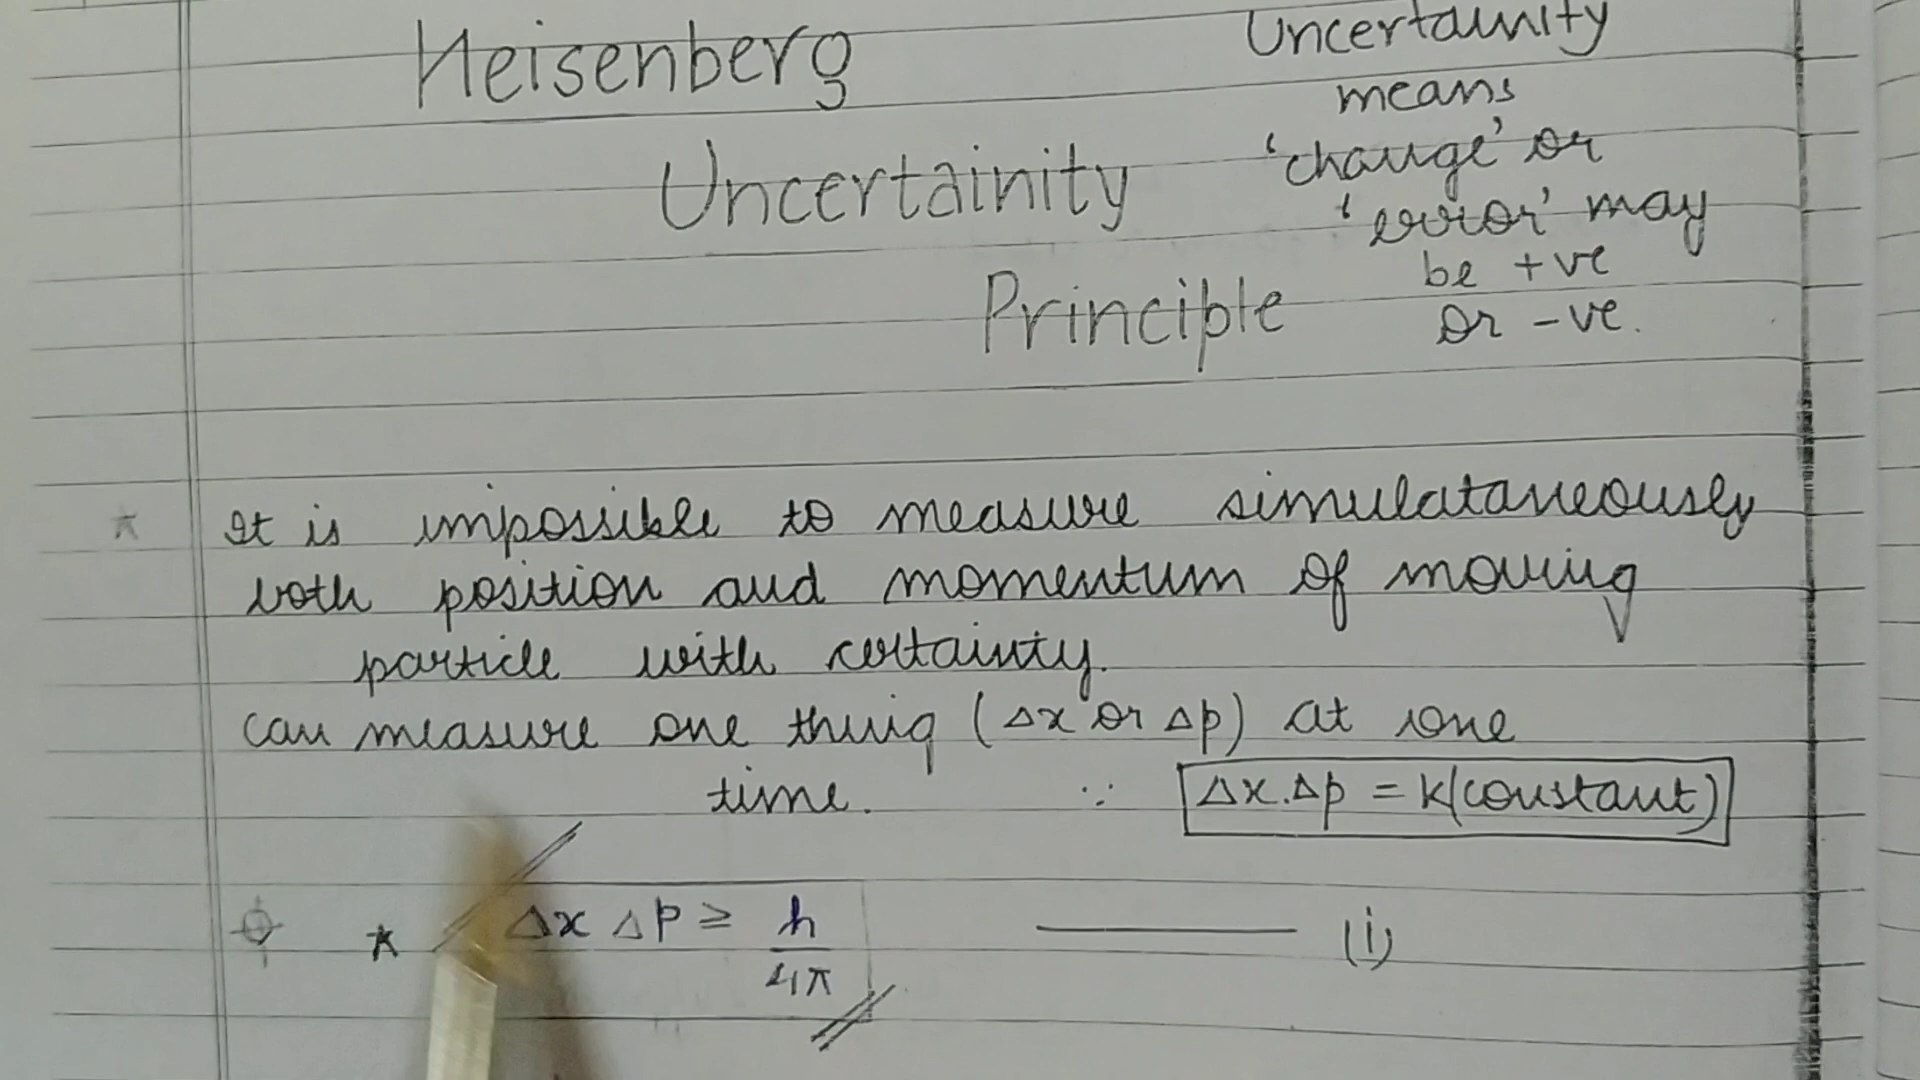 Heisenberg
Uncertainity
Principle
Uncertainity
means
'change' or
'error' may
be +ve
or -ve.
It is impossible to measure simulataneously
both position and momentum of moving
particle with certainty.
can measure one thing (Δx or Δp) at one
time. ∵ Δx.Δp = k(constant)
Δx Δp ≥ h/4π (i)